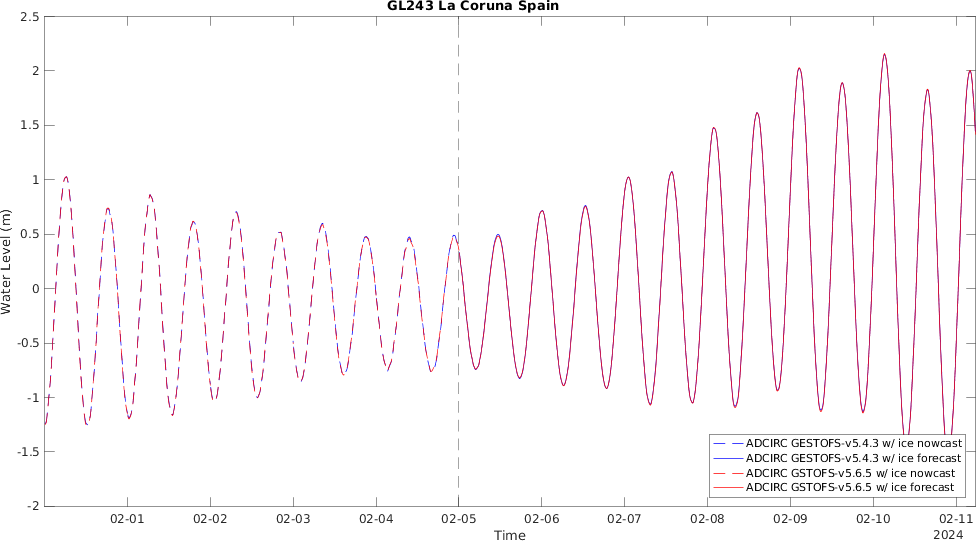 GL243 La Coruna Spain
2.5
2
1.5
1
0.5
0
-0.5
-1
-1.5
-2
Water Level (m)
ADCIRC GESTOFS-v5.4.3 w/ ice nowcast
ADCIRC GESTOFS-v5.4.3 w/ ice forecast
ADCIRC GSTOFS-v5.6.5 w/ ice nowcast
ADCIRC GSTOFS-v5.6.5 w/ ice forecast
02-01 02-02 02-03 02-04 02-05 02-06 02-07 02-08 02-09 02-10 02-11
Time
2024